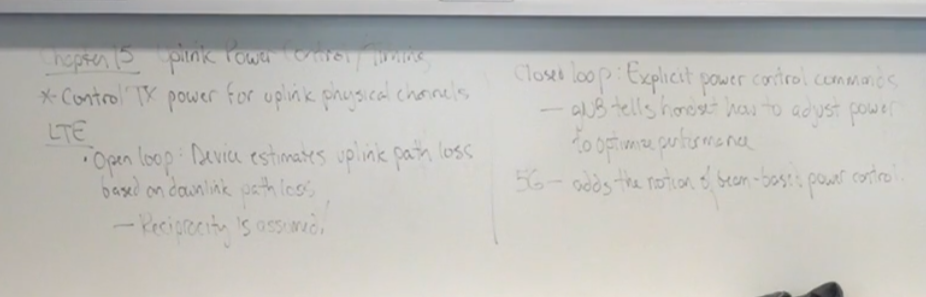 Chapter 15 Uplink Power Control/Timing
* Control TX power for uplink physical channels
LTE
• Open loop: Device estimates uplink path loss
based on downlink path loss
— Reciprocity is assumed!
Closed loop: Explicit power control commands
— gNB tells handset how to adjust power
to optimize performance
5G — adds the notion of beam-based power control.